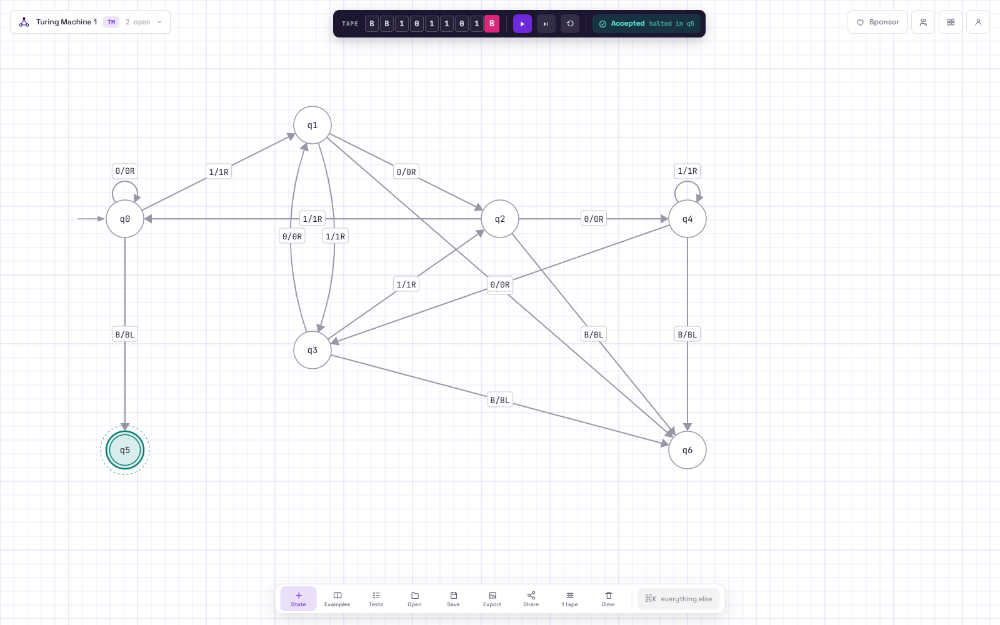 Turing Machine 1 TM 2 open
TAPE B B 1 0 1 1 0 1 B
Accepted halted in q5
Sponsor
q1
0/0R
1/1R
0/0R
1/1R
q0
1/1R
q2
0/0R
q4
0/0R
1/1R
1/1R
0/0R
B/BL
B/BL
B/BL
q3
B/BL
q5
q6
State
Examples
Tests
Open
Save
Export
Share
1 tape
Clear
⌘K everything else